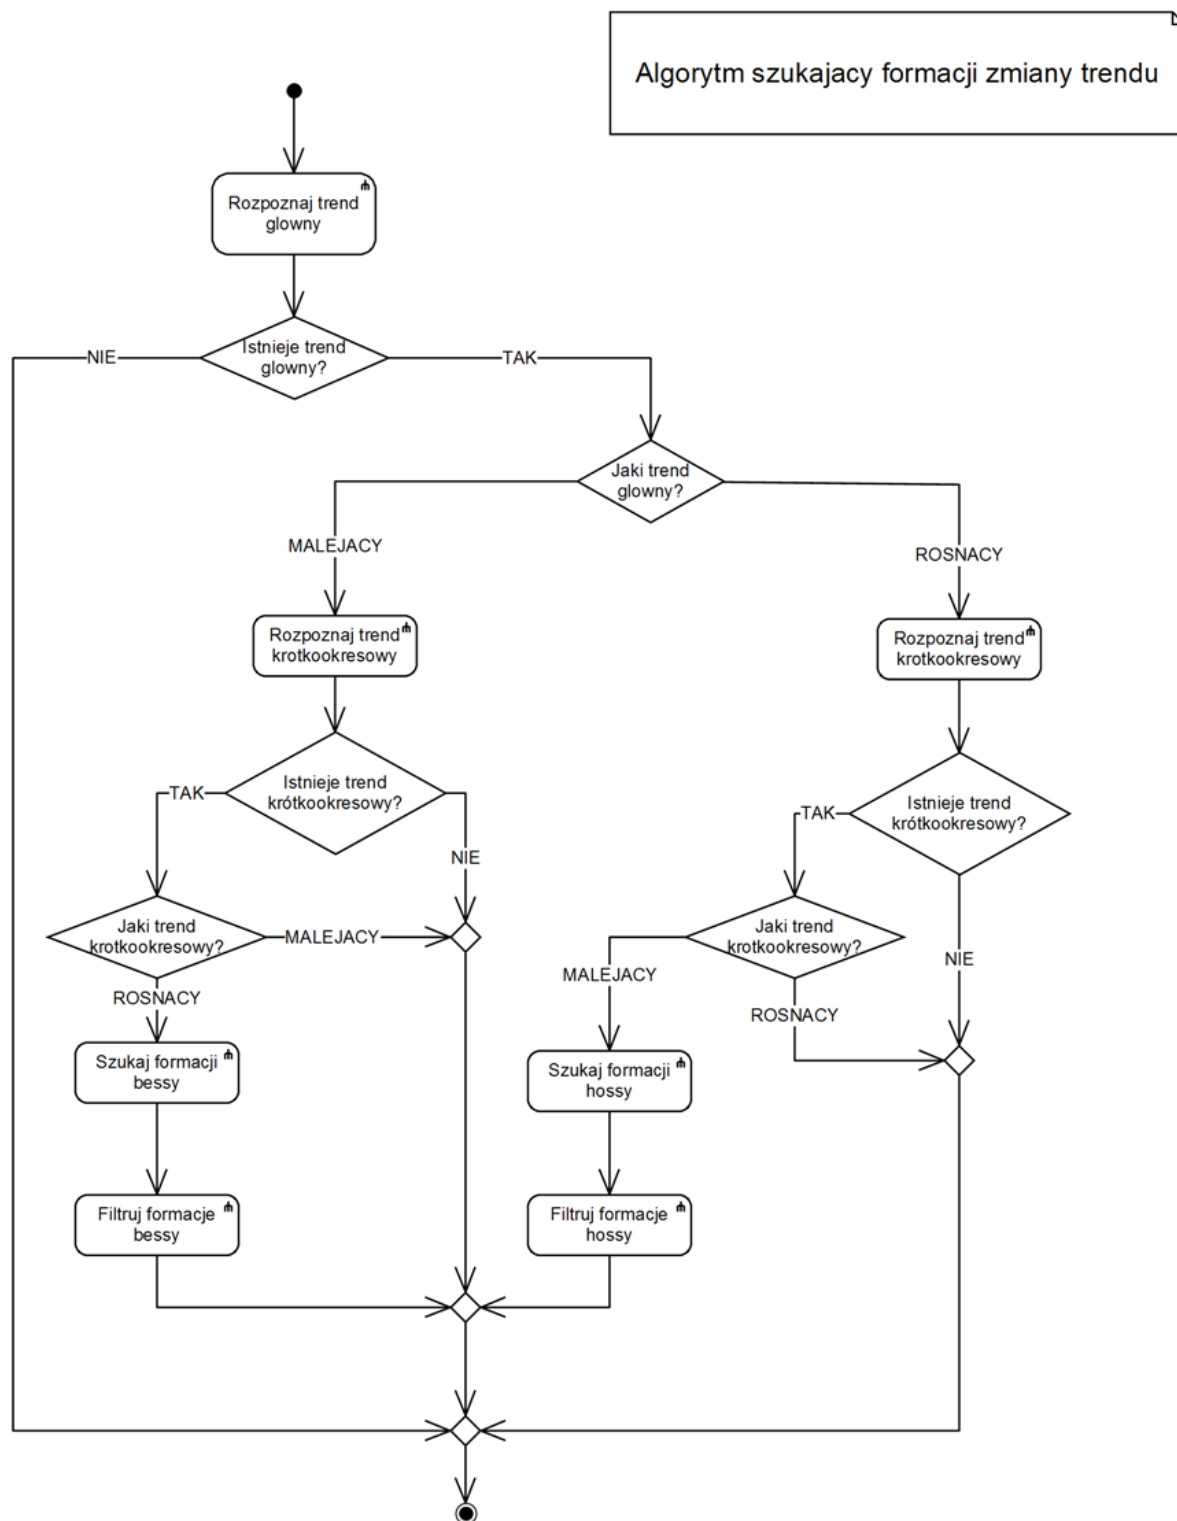 Algorytm szukajacy formacji zmiany trendu
Rozpoznaj trend
glowny
Istnieje trend
glowny?
NIE
TAK
Jaki trend
glowny?
MALEJACY
ROSNACY
Rozpoznaj trend
krotkookresowy
Rozpoznaj trend
krotkookresowy
Istnieje trend
krótkookresowy?
TAK
NIE
Istnieje trend
krótkookresowy?
TAK
NIE
Jaki trend
krotkookresowy?
MALEJACY
ROSNACY
Jaki trend
krotkookresowy?
MALEJACY
ROSNACY
Szukaj formacji
bessy
Szukaj formacji
hossy
Filtruj formacje
bessy
Filtruj formacje
hossy